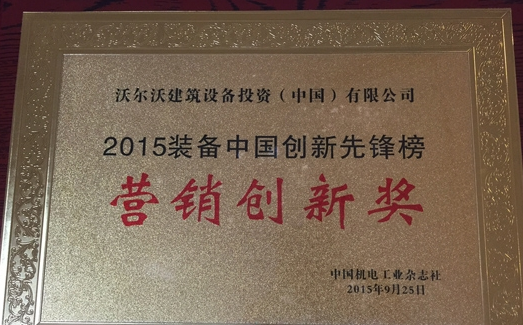 沃尔沃建筑设备投资（中国）有限公司
2015装备中国创新先锋榜
营销创新奖
中国机电工业杂志社
2015年9月25日